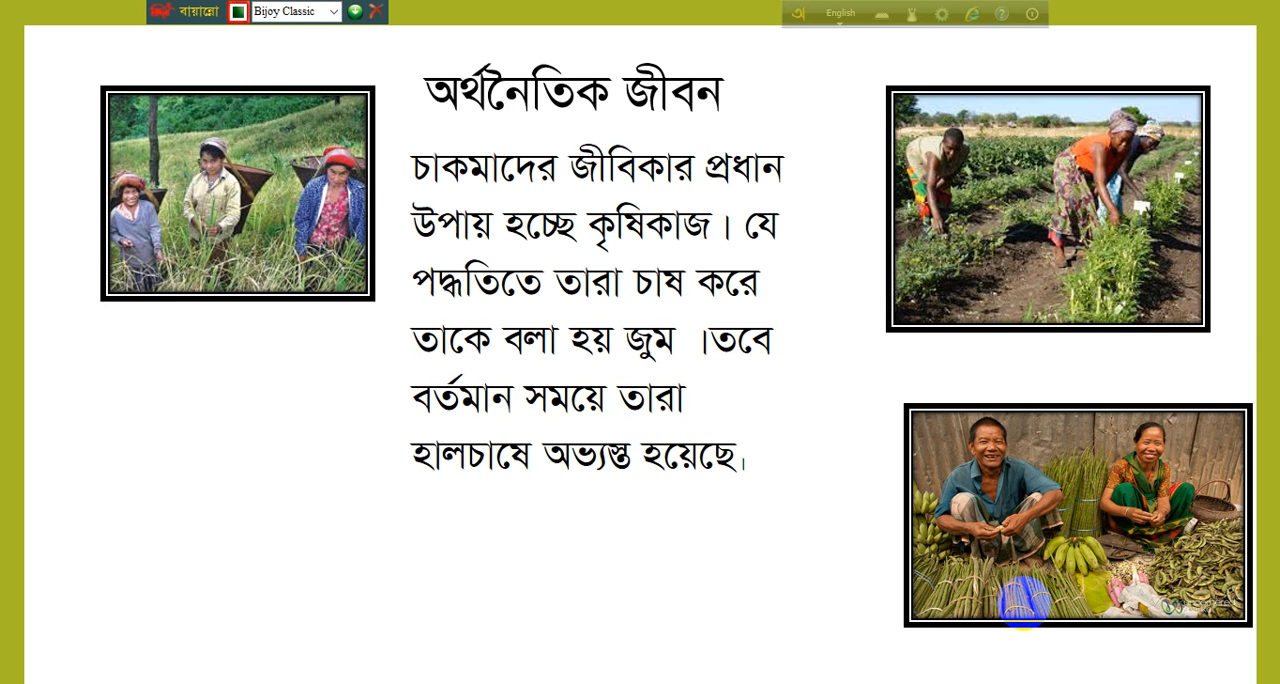 বায়ান্নো
Bijoy Classic
অ
English
অর্থনৈতিক জীবন
চাকমাদের জীবিকার প্রধান
উপায় হচ্ছে কৃষিকাজ। যে
পদ্ধতিতে তারা চাষ করে
তাকে বলা হয় জুম ।তবে
বর্তমান সময়ে তারা
হালচাষে অভ্যস্ত হয়েছে।